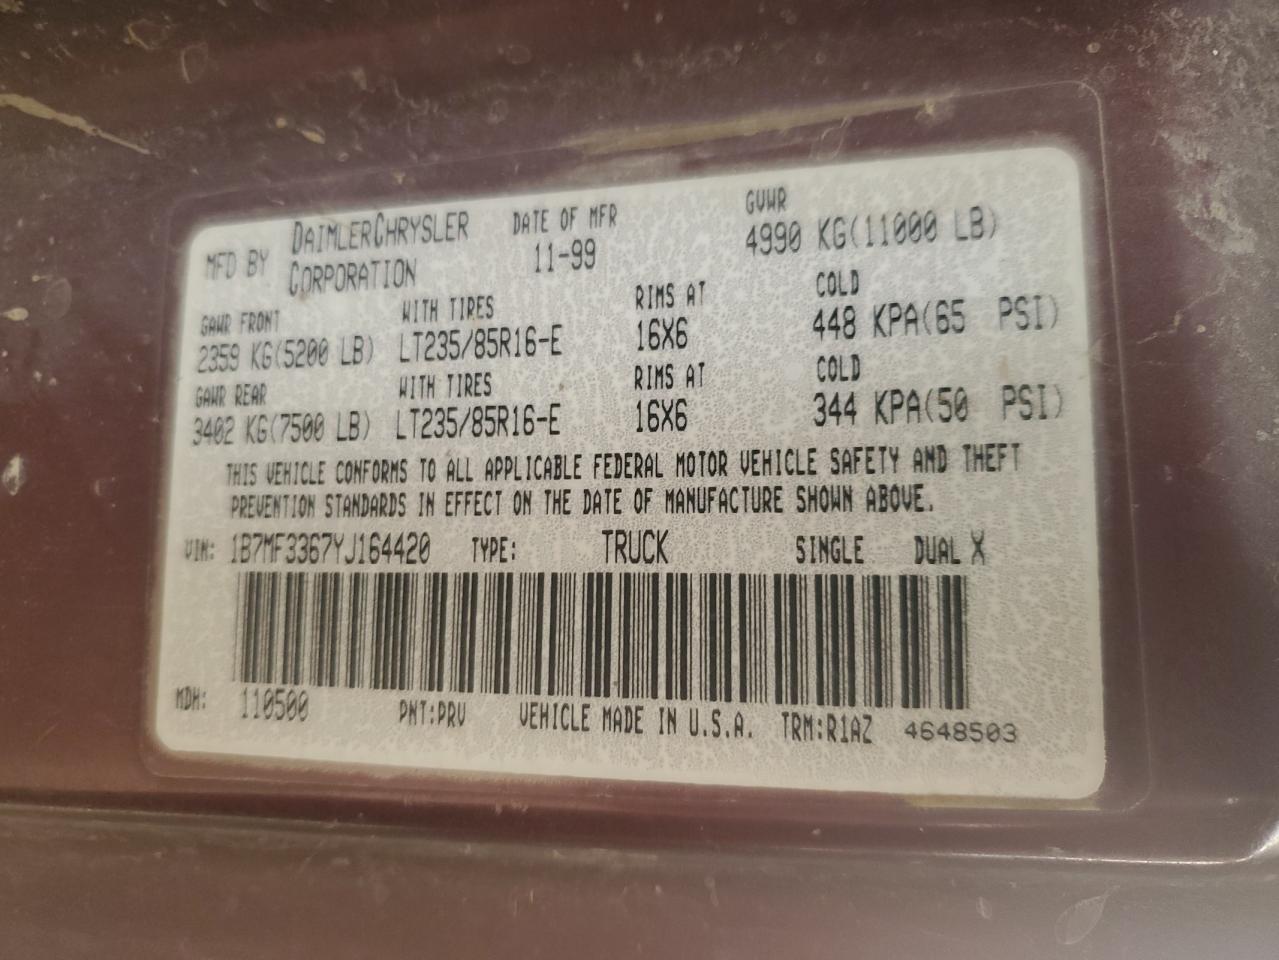 MFD BY DAIMLERCHRYSLER CORPORATION DATE OF MFR 11-99 GVWR 4990 KG(11000 LB)
GAWR FRONT WITH TIRES RIMS AT COLD
2359 KG(5200 LB) LT235/85R16-E 16X6 448 KPA(65 PSI)
GAWR REAR WITH TIRES RIMS AT COLD
3402 KG(7500 LB) LT235/85R16-E 16X6 344 KPA(50 PSI)
THIS VEHICLE CONFORMS TO ALL APPLICABLE FEDERAL MOTOR VEHICLE SAFETY AND THEFT
PREVENTION STANDARDS IN EFFECT ON THE DATE OF MANUFACTURE SHOWN ABOVE.
VIN: 1B7MF3367YJ164420 TYPE: TRUCK SINGLE DUAL X
MDH: 110500 PNT:PRV VEHICLE MADE IN U.S.A. TRM:R1AZ 4648503